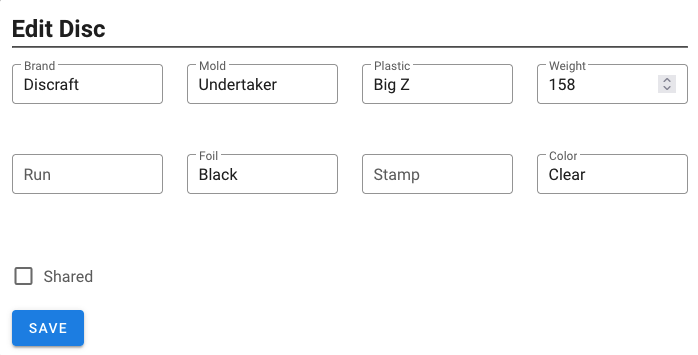 Edit Disc
Brand Mold Plastic Weight
Discraft Undertaker Big Z 158
Foil Color
Run Black Stamp Clear
Shared
SAVE